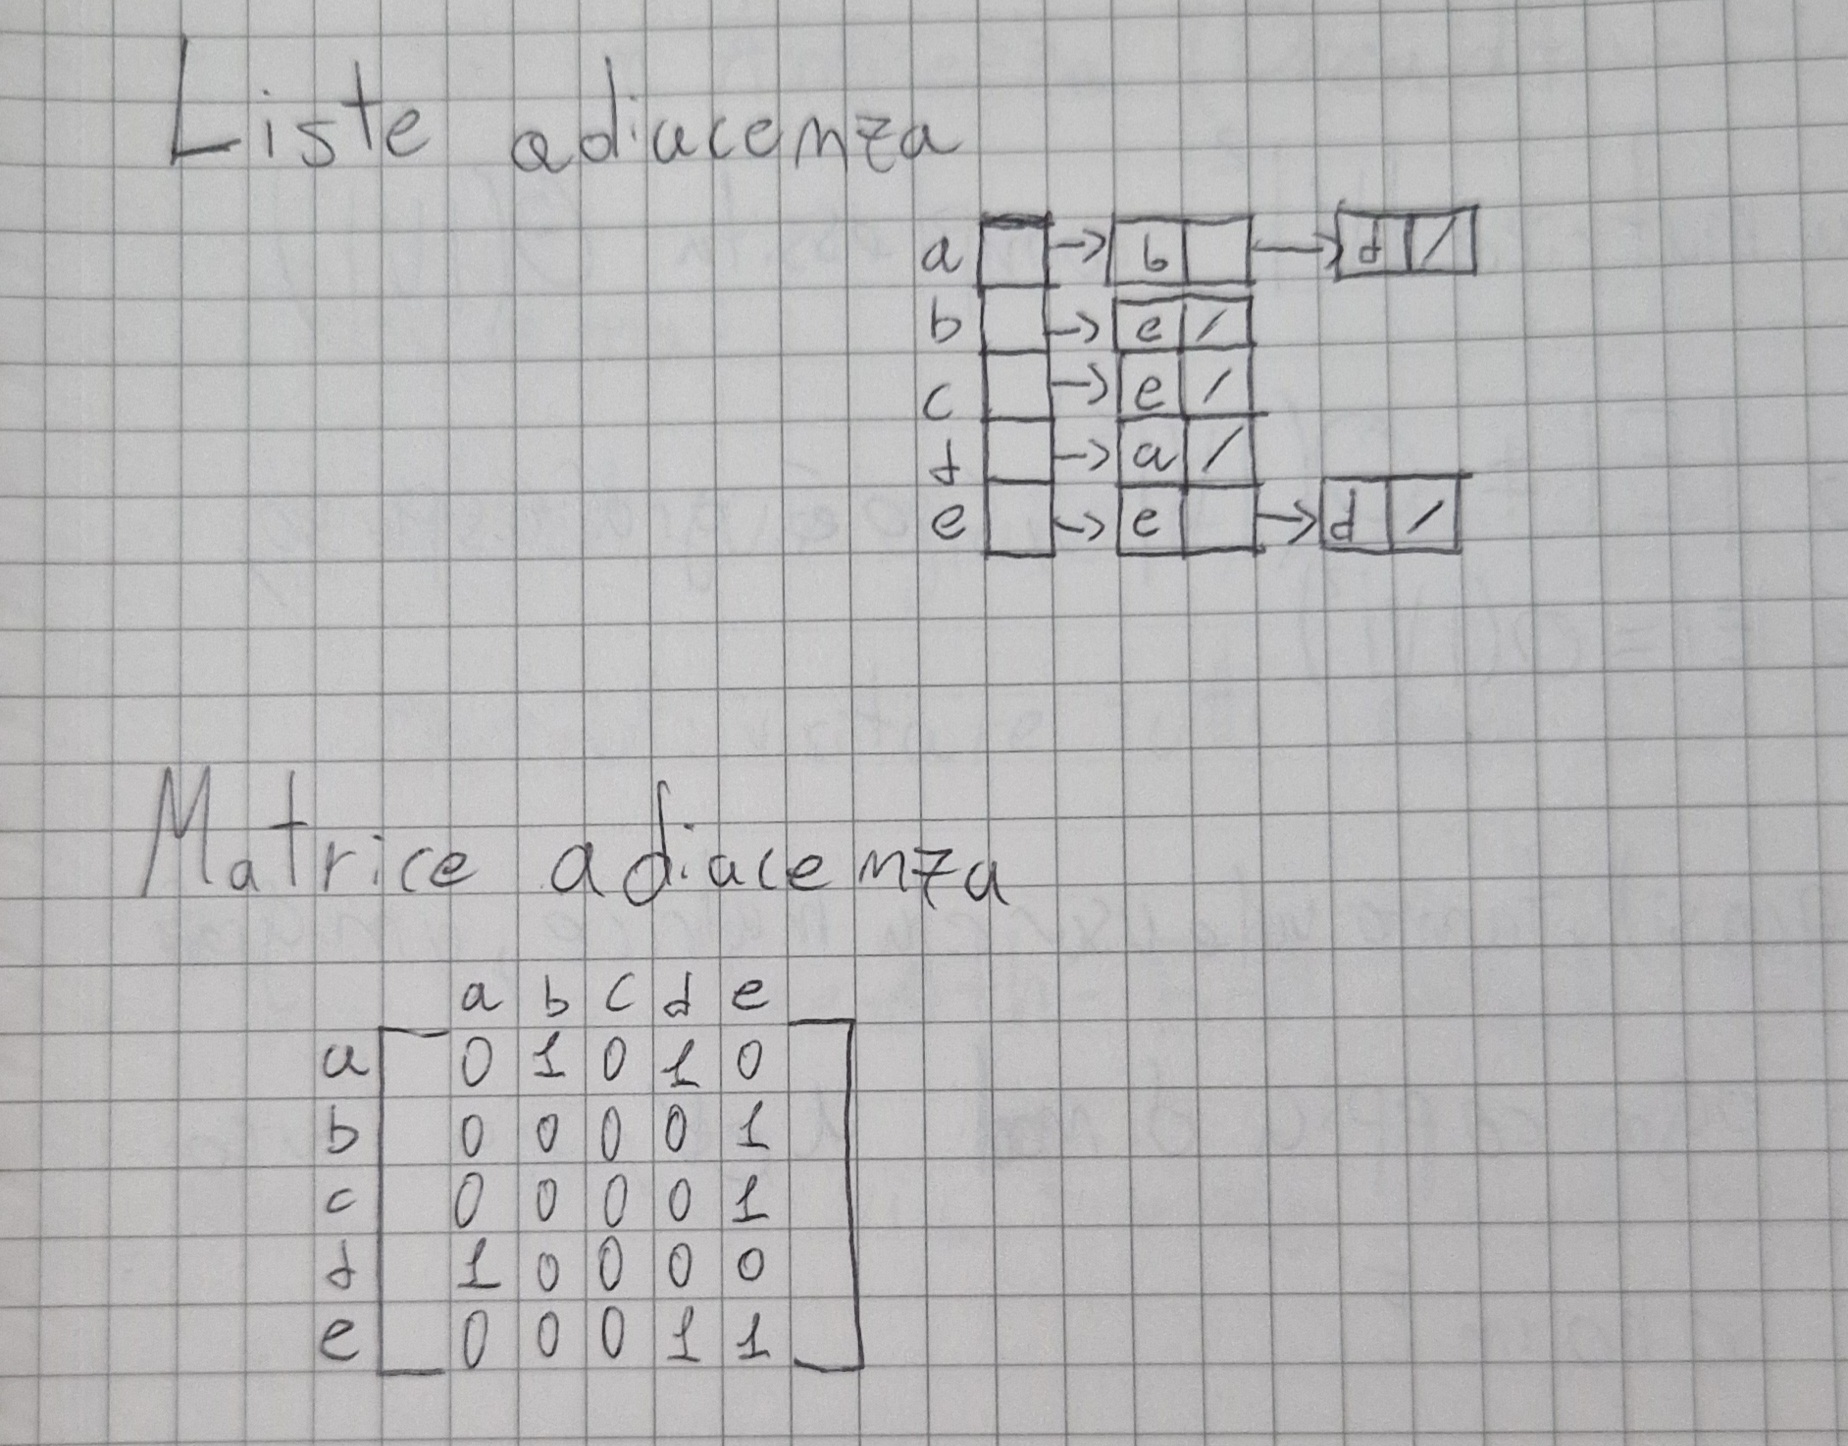 Liste adiacenza
a → b → d /
b → e /
c → e /
d → a /
e → e → d /
Matrice adiacenza
a b c d e
a 0 1 0 1 0
b 0 0 0 0 1
c 0 0 0 0 1
d 1 0 0 0 0
e 0 0 0 1 1